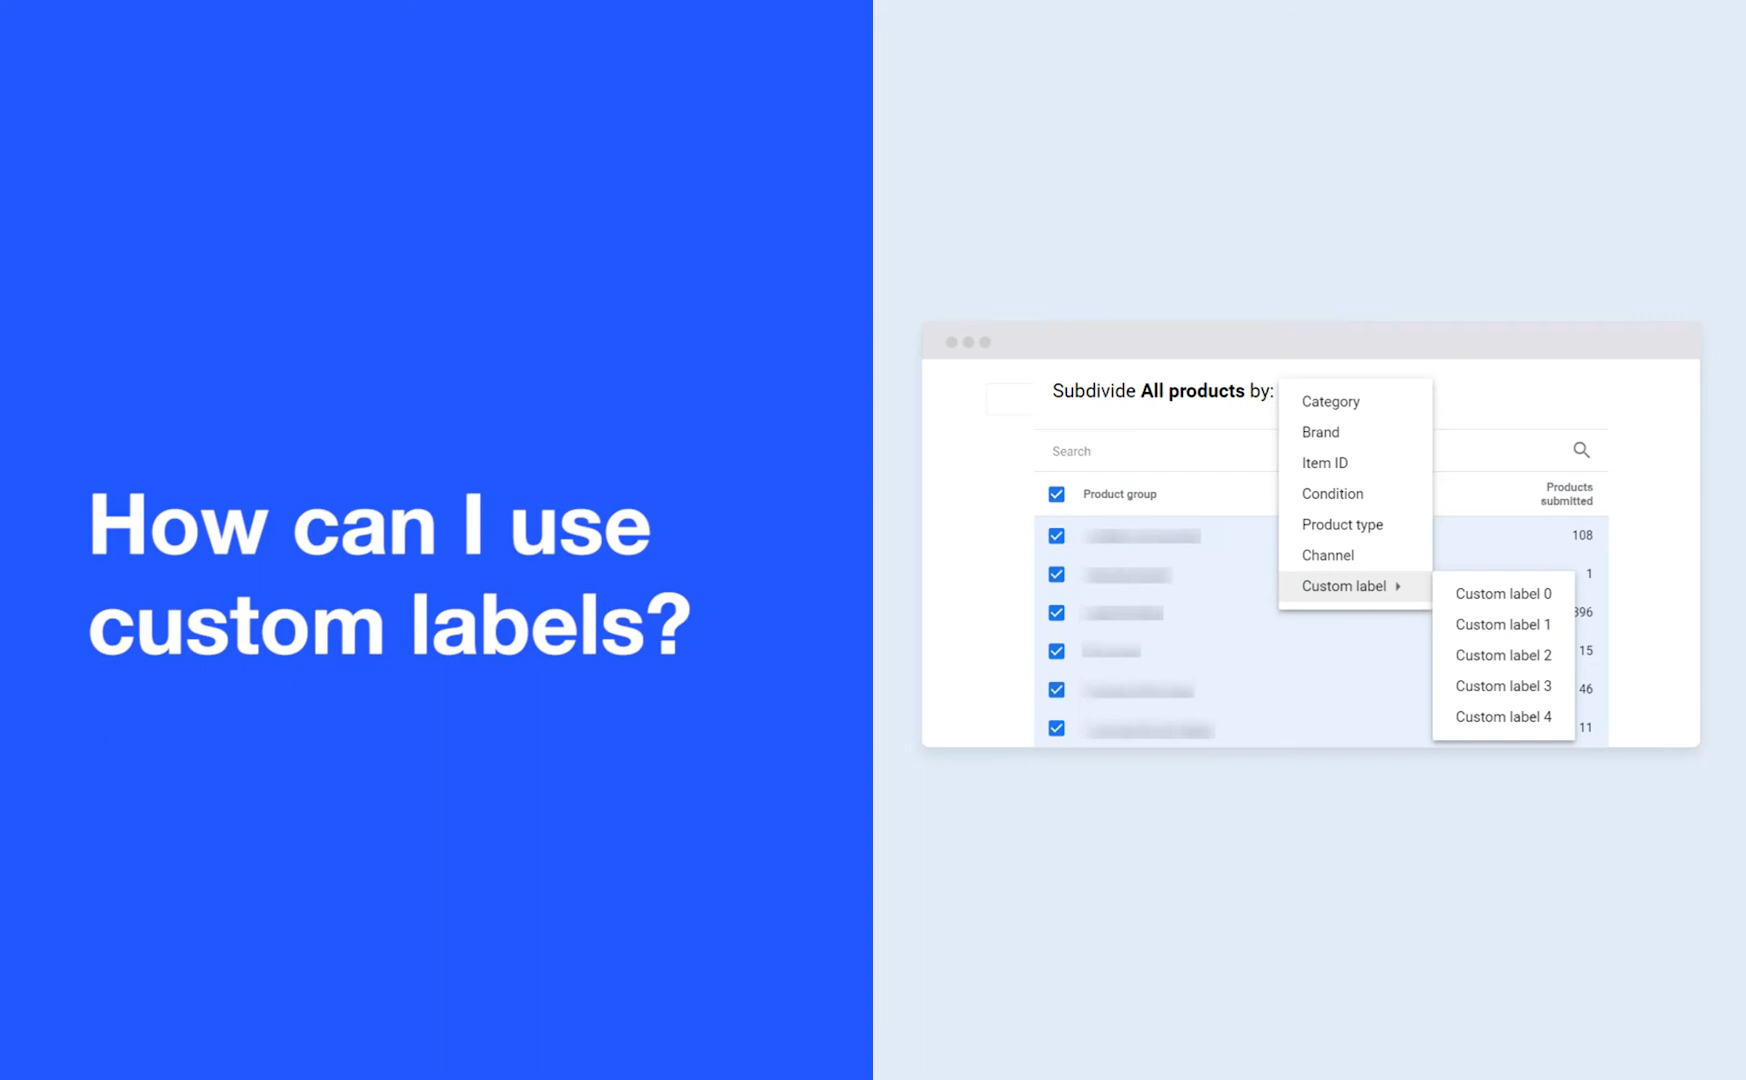 How can I use
custom labels?
Subdivide All products by:
Category
Brand
Item ID
Condition
Product type
Channel
Custom label
Search
Product group
Products
submitted
108
1
396
15
46
11
Custom label 0
Custom label 1
Custom label 2
Custom label 3
Custom label 4